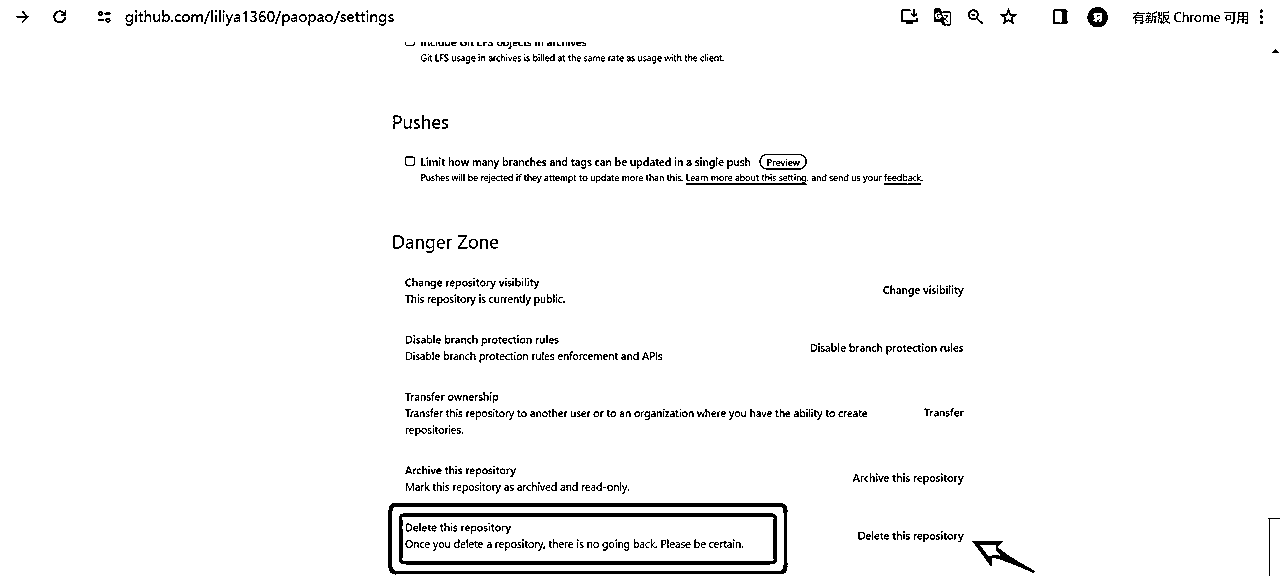 github.com/liliya1360/paopao/settings
有新版 Chrome 可用
Include Git LFS objects in archives
Git LFS usage in archives is billed at the same rate as usage with the client.
Pushes
Limit how many branches and tags can be updated in a single push Preview
Pushes will be rejected if they attempt to update more than this. Learn more about this setting, and send us your feedback.
Danger Zone
Change repository visibility
This repository is currently public.
Change visibility
Disable branch protection rules
Disable branch protection rules enforcement and APIs
Disable branch protection rules
Transfer ownership
Transfer this repository to another user or to an organization where you have the ability to create
repositories.
Transfer
Archive this repository
Mark this repository as archived and read-only.
Archive this repository
Delete this repository
Once you delete a repository, there is no going back. Please be certain.
Delete this repository